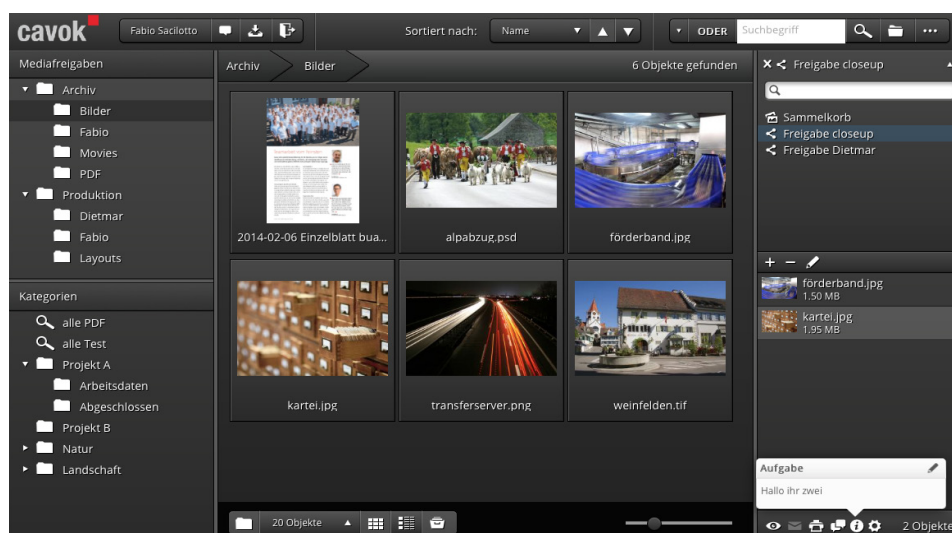 cavok
Fabio Sacilotto
Sortiert nach:
Name
ODER
Suchbegriff
Mediafreigaben
Archiv
Bilder
Fabio
Movies
PDF
Produktion
Dietmar
Fabio
Layouts
Kategorien
alle PDF
alle Test
Projekt A
Arbeitsdaten
Abgeschlossen
Projekt B
Natur
Landschaft
Archiv
Bilder
6 Objekte gefunden
2014-02-06 Einzelblatt bua...
alpabzug.psd
förderband.jpg
kartei.jpg
transferserver.png
weinfelden.tif
20 Objekte
Freigabe closeup
Sammelkorb
Freigabe closeup
Freigabe Dietmar
förderband.jpg
1.50 MB
kartei.jpg
1.95 MB
Aufgabe
Hallo ihr zwei
2 Objekte